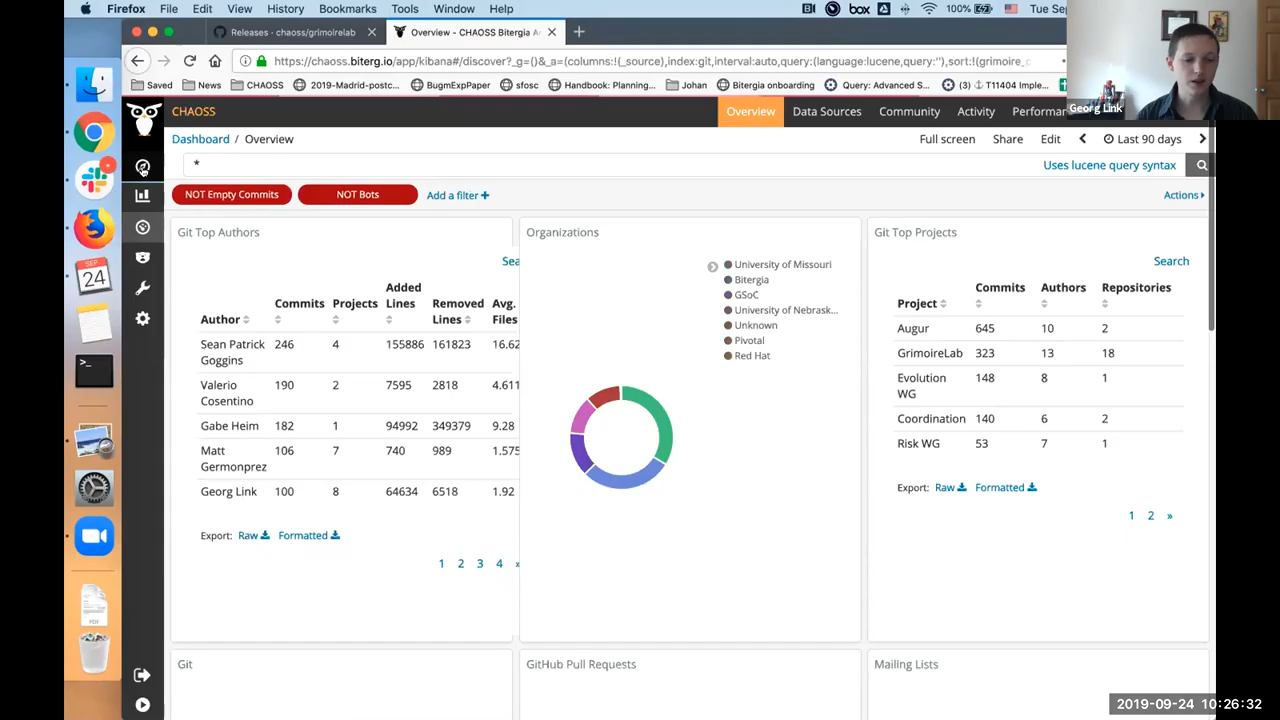 Firefox File Edit View History Bookmarks Tools Window Help
box 100% Tue Sep
Releases · chaoss/grimoirelab
Overview - CHAOSS Bitergia A
https://chaoss.biterg.io/app/kibana#/discover?_g=()&_a=(columns:!(_source),index:git,interval:auto,query:(language:lucene,query:''),sort:!(grimoire_c
Saved News CHAOSS 2019-Madrid-postc... BugmExpPaper sfosc Handbook: Planning... Johan Bitergia onboarding Query: Advanced S... (3) T11404 Imple...
Georg Link
CHAOSS
Overview Data Sources Community Activity Performan
Dashboard / Overview
Full screen Share Edit Last 90 days
*
Uses lucene query syntax
NOT Empty Commits NOT Bots Add a filter +
Actions
Git Top Authors
Sea
Author Commits Projects Added Lines Removed Lines Avg. Files
Sean Patrick Goggins 246 4 155886 161823 16.62
Valerio Cosentino 190 2 7595 2818 4.611
Gabe Heim 182 1 94992 349379 9.28
Matt Germonprez 106 7 740 989 1.575
Georg Link 100 8 64634 6518 1.92
Export: Raw Formatted
1 2 3 4 »
Organizations
University of Missouri
Bitergia
GSoC
University of Nebrask...
Unknown
Pivotal
Red Hat
Git Top Projects
Search
Project Commits Authors Repositories
Augur 645 10 2
GrimoireLab 323 13 18
Evolution WG 148 8 1
Coordination 140 6 2
Risk WG 53 7 1
Export: Raw Formatted
1 2 »
Git
GitHub Pull Requests
Mailing Lists
SEP
24
PDF
2019-09-24 10:26:32